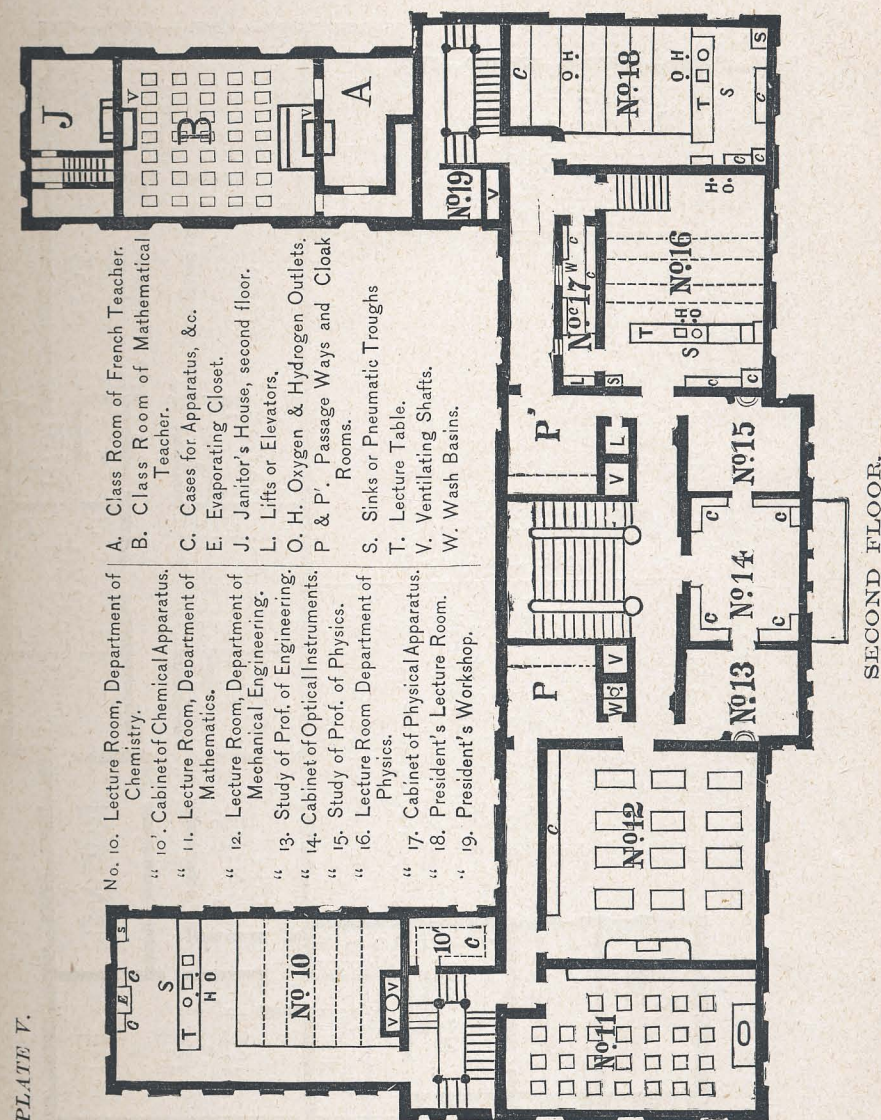 PLATE V.
No. 10. Lecture Room, Department of
Chemistry.
" 10'. Cabinet of Chemical Apparatus.
" 11. Lecture Room, Department of
Mathematics.
" 12. Lecture Room, Department of
Mechanical Engineering.
" 13. Study of Prof. of Engineering.
" 14. Cabinet of Optical Instruments.
" 15. Study of Prof. of Physics.
" 16. Lecture Room Department of
Physics.
" 17. Cabinet of Physical Apparatus.
" 18. President's Lecture Room.
" 19. President's Workshop.
A. Class Room of French Teacher.
B. Class Room of Mathematical
Teacher.
C. Cases for Apparatus, &c.
E. Evaporating Closet.
J. Janitor's House, second floor.
L. Lifts or Elevators.
O. H. Oxygen & Hydrogen Outlets.
P & P'. Passage Ways and Cloak
Rooms.
S. Sinks or Pneumatic Troughs
T. Lecture Table.
V. Ventilating Shafts.
W. Wash Basins.
C E C S
S
T
H O
No 10
V V
10'
C
J
V
B
V
A
No 19
V
C
O H
No 18
O H
T
S
S
C
C
C
No 11
C
No 12
P
W
V
No 13
C
C
No 14
C
C
P'
V
L
No 15
L
S
No 17
C
W
C
C
T
H
O
S
C
C
No 16
H.
O.
SECOND FLOOR.